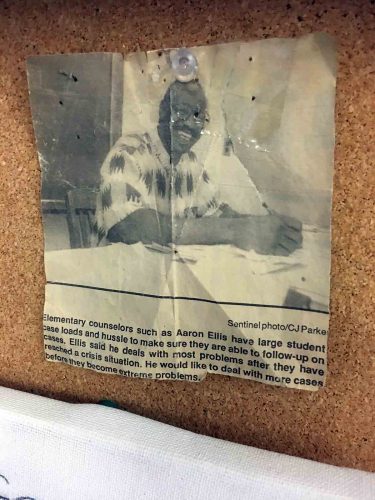 Sentinel photo/CJ Parke
Elementary counselors such as Aaron Ellis have large student
case loads and hussle to make sure they are able to follow-up on
cases. Ellis said he deals with most problems after they have
reached a crisis situation. He would like to deal with more cases
before they become extreme problems.